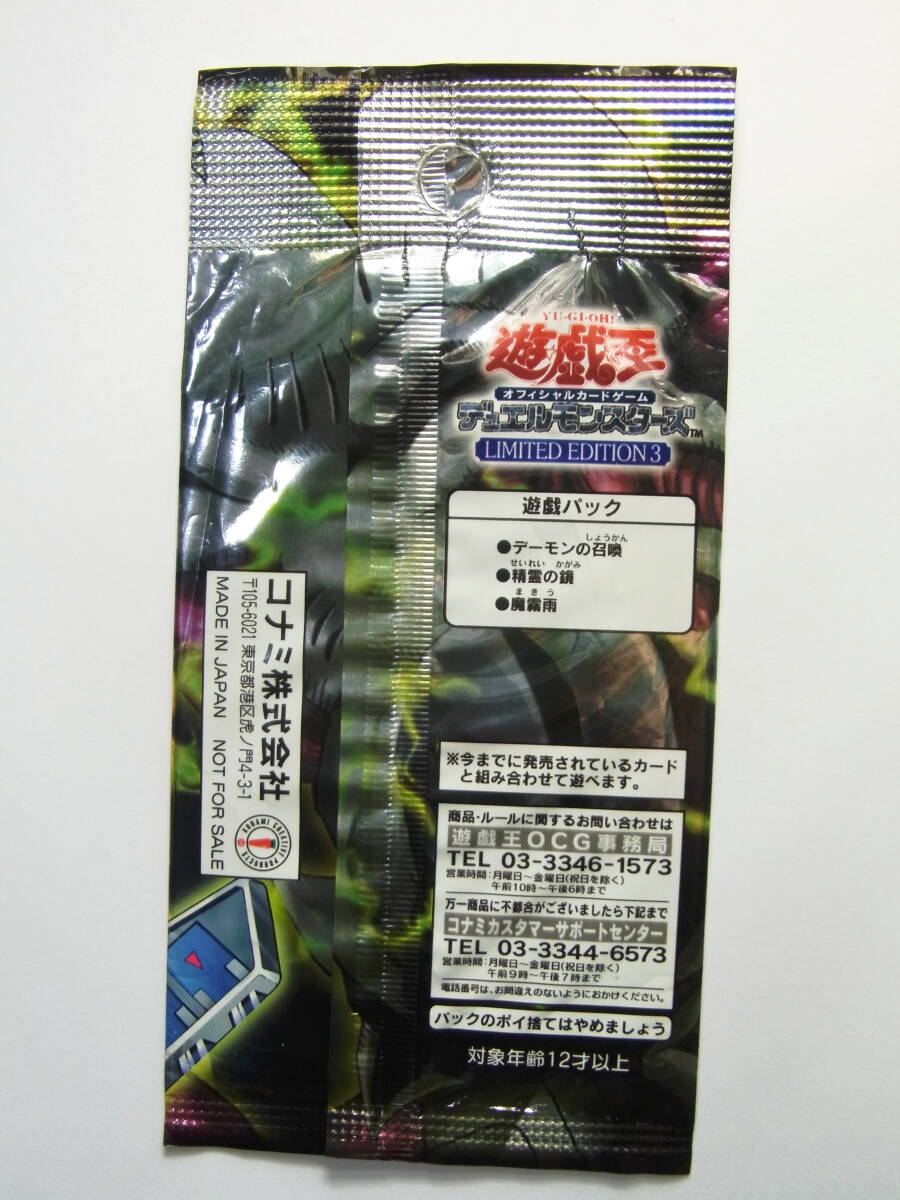 YU-GI-OH!
遊戯王
オフィシャルカードゲーム
デュエルモンスターズ™
LIMITED EDITION 3
遊戯パック
しょうかん
●デーモンの召喚
せいれい かがみ
●精霊の鏡
まきう
●魔霧雨
※今までに発売されているカード
と組み合わせて遊べます。
商品・ルールに関するお問い合わせは
遊戯王OCG事務局
TEL 03-3346-1573
営業時間:月曜日〜金曜日(祝日を除く)
午前10時〜午後6時まで
万一商品に不都合がございましたら下記まで
コナミカスタマーサポートセンター
TEL 03-3344-6573
営業時間:月曜日〜金曜日(祝日を除く)
午前9時〜午後7時まで
電話番号は、お間違えのないようにおかけください。
パックのポイ捨てはやめましょう
対象年齢12才以上
コナミ株式会社
〒105-6021 東京都港区虎ノ門4-3-1
MADE IN JAPAN NOT FOR SALE
KONAMI CREATIVE PRODUCTS